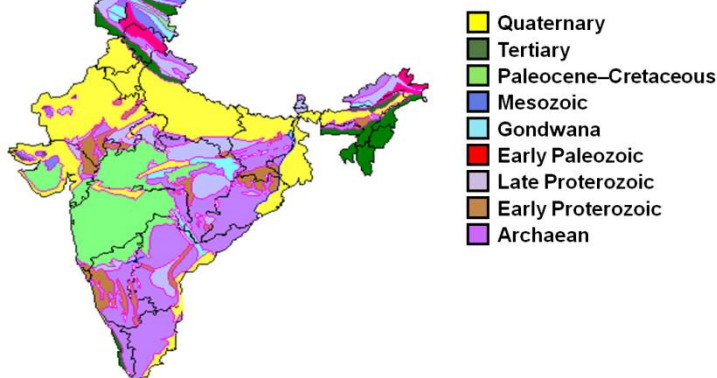 Quaternary
Tertiary
Paleocene–Cretaceous
Mesozoic
Gondwana
Early Paleozoic
Late Proterozoic
Early Proterozoic
Archaean